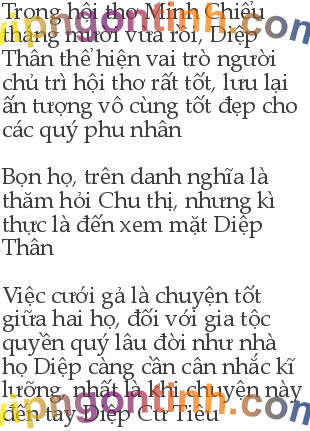 Trong hội thơ Minh Chiếu
tháng mười vừa rồi, Diệp
Thân thể hiện vai trò người
chủ trì hội thơ rất tốt, lưu lại
ấn tượng vô cùng tốt đẹp cho
các quý phu nhân
Bọn họ, trên danh nghĩa là
thăm hỏi Chu thị, nhưng kì
thực là đến xem mặt Diệp
Thân
Việc cưới gả là chuyện tốt
giữa hai họ, đối với gia tộc
quyền quý lâu đời như nhà
họ Diệp càng cần cân nhắc kĩ
lưỡng, nhất là khi chuyện này
đến tay Diệp Cư Tiêu
vipngontinh.com
vipngontinh.com